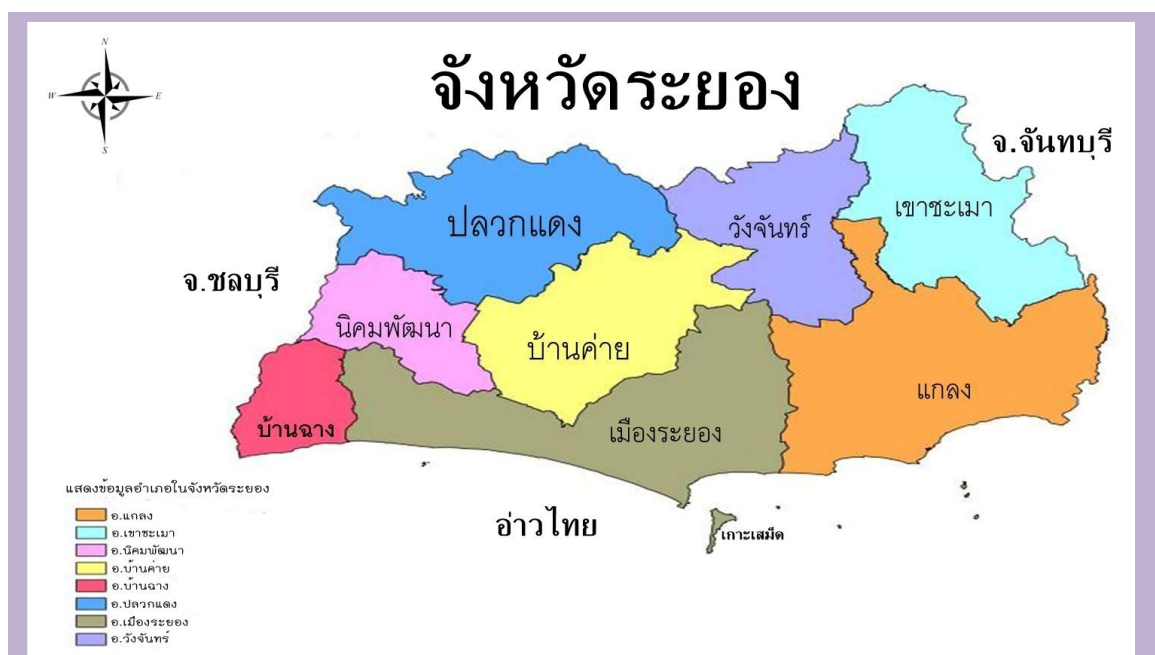 N
W E
S
จังหวัดระยอง
จ.จันทบุรี
เขาชะเมา
ปลวกแดง
วังจันทร์
จ.ชลบุรี
นิคมพัฒนา
บ้านค่าย
แกลง
บ้านฉาง
เมืองระยอง
แสดงข้อมูลอำเภอในจังหวัดระยอง
อ่าวไทย
เกาะเสม็ด
อ.แกลง
อ.เขาชะเมา
อ.นิคมพัฒนา
อ.บ้านค่าย
อ.บ้านฉาง
อ.ปลวกแดง
อ.เมืองระยอง
อ.วังจันทร์